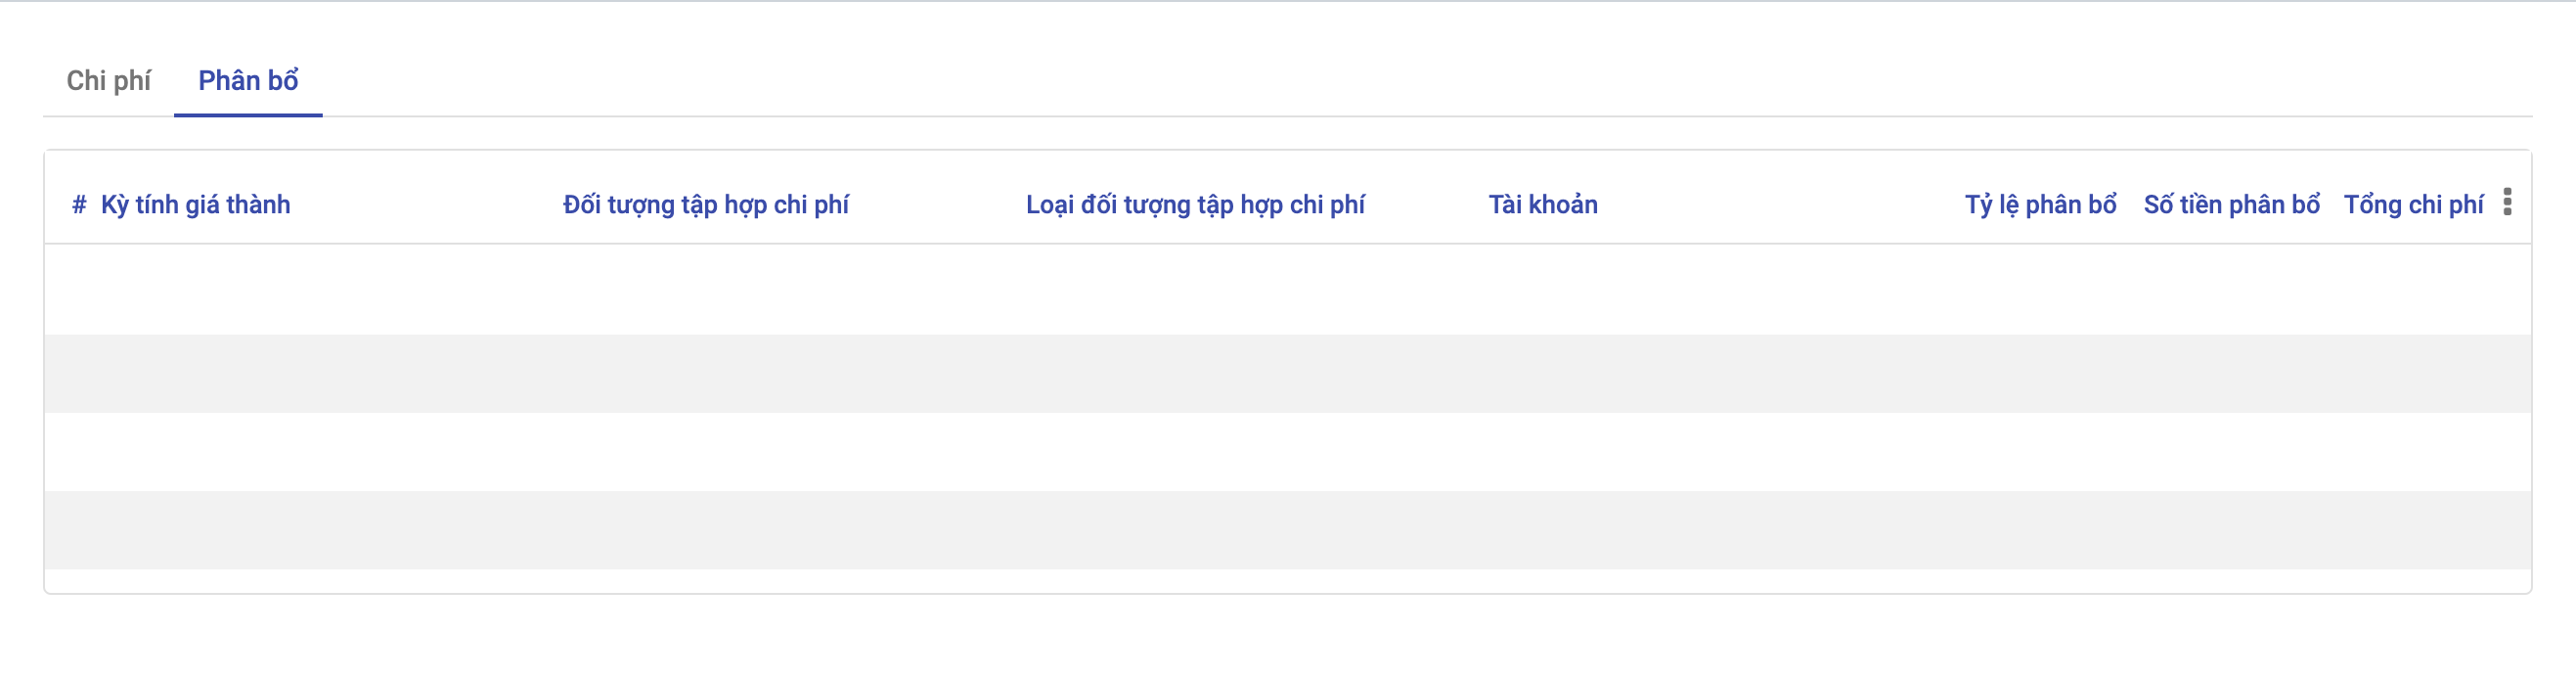 Chi phí Phân bổ
# Kỳ tính giá thành Đối tượng tập hợp chi phí Loại đối tượng tập hợp chi phí Tài khoản Tỷ lệ phân bổ Số tiền phân bổ Tổng chi phí